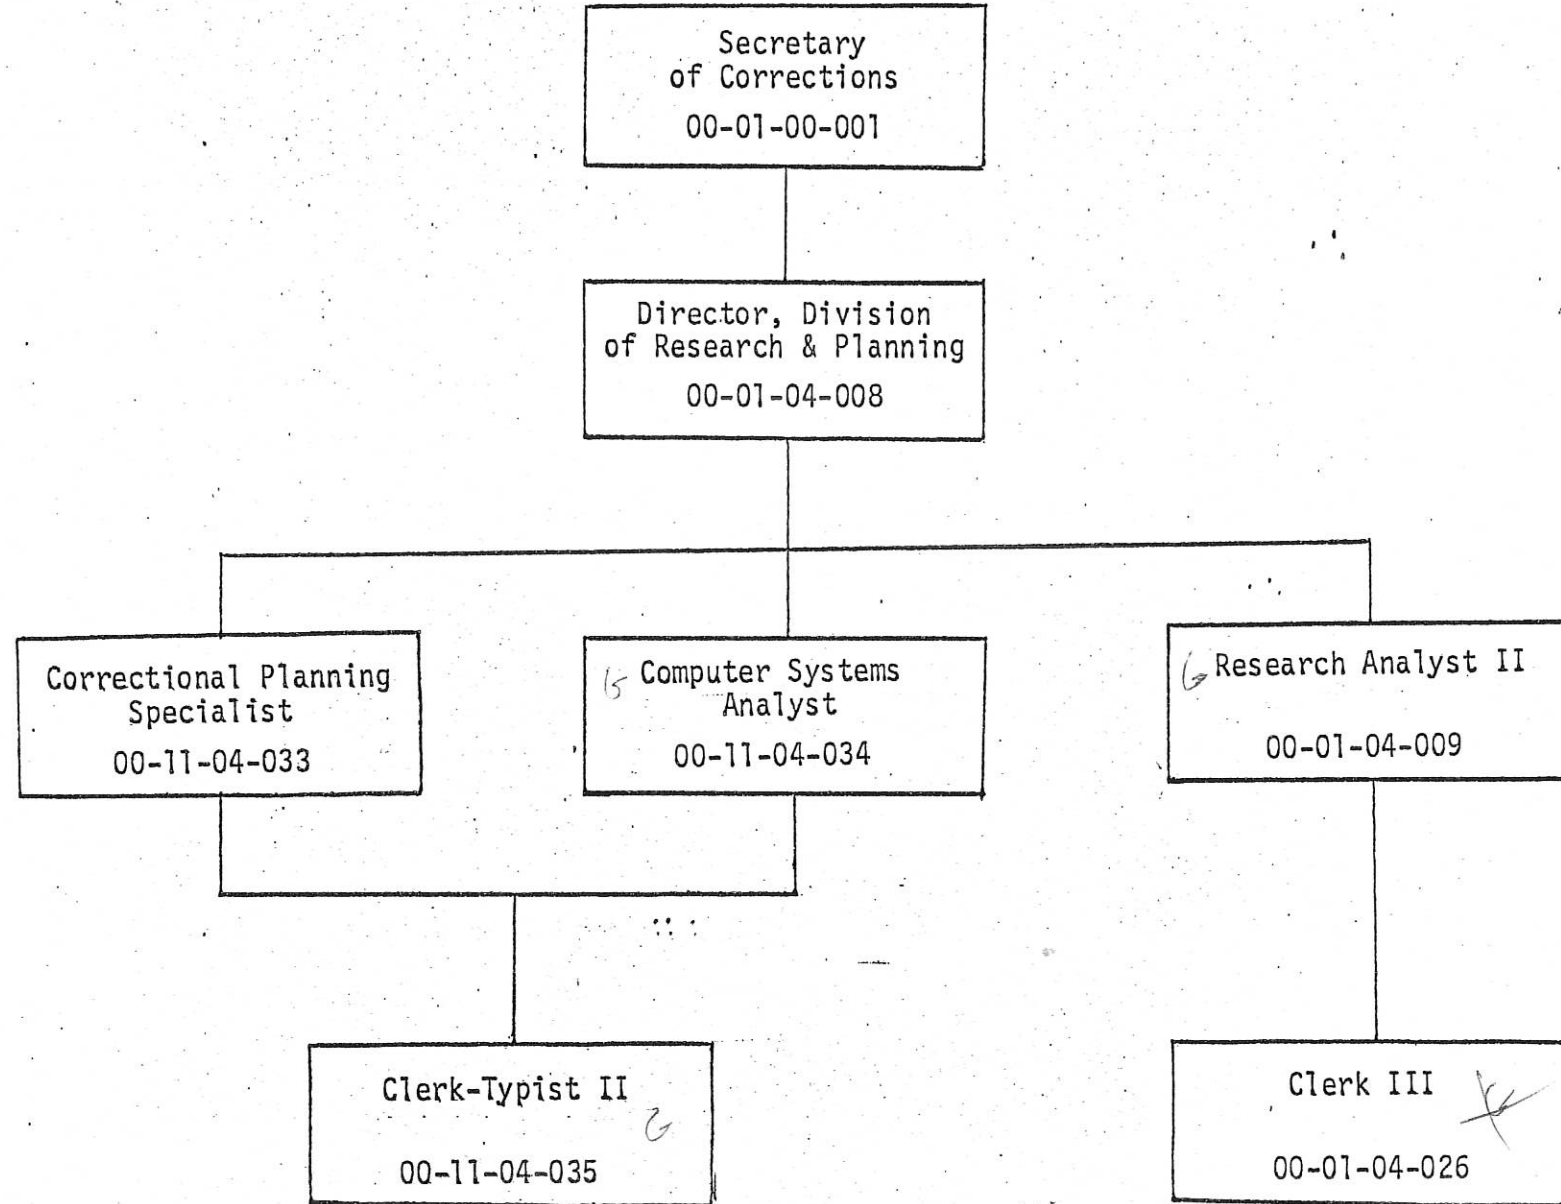 Secretary
of Corrections
00-01-00-001
Director, Division
of Research & Planning
00-01-04-008
Correctional Planning
Specialist
00-11-04-033
Computer Systems
Analyst
00-11-04-034
Research Analyst II
00-01-04-009
Clerk-Typist II
00-11-04-035
Clerk III
00-01-04-026